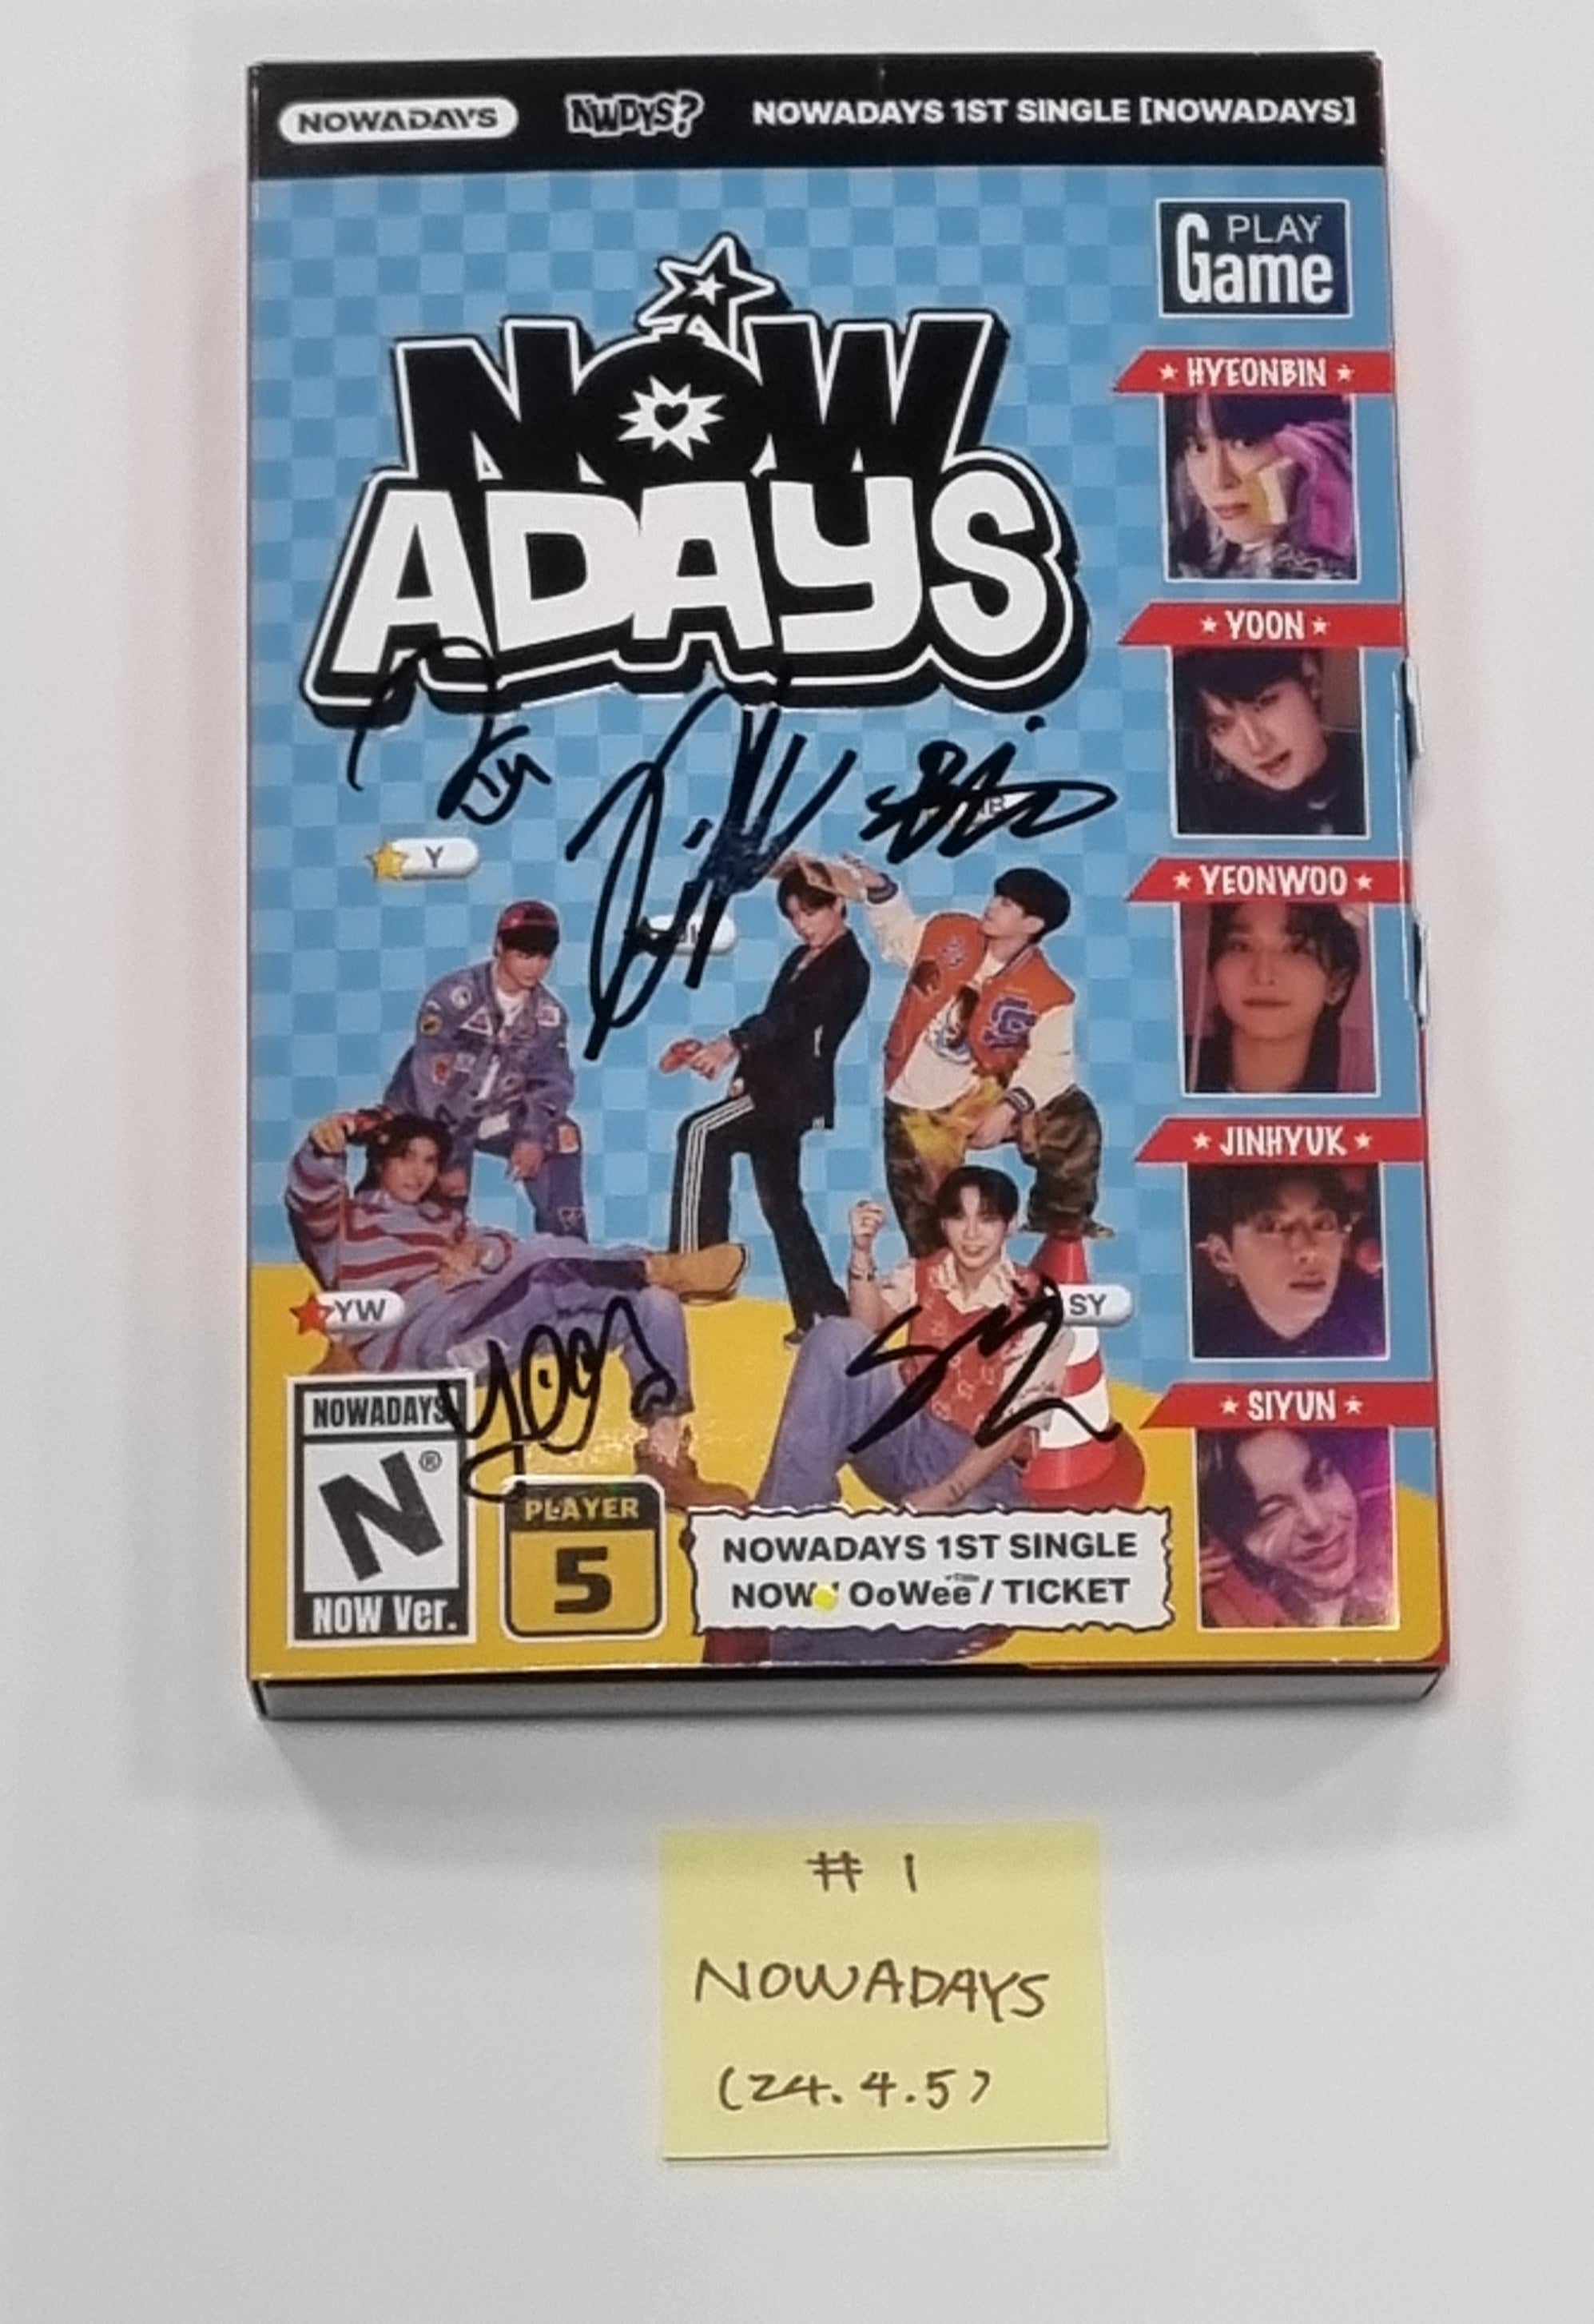 NOWADAYS
NWDYS?
NOWADAYS 1ST SINGLE [NOWADAYS]
PLAY
Game
NOW
ADAYS
★ HYEONBIN ★
★ YOON ★
★ YEONWOO ★
★ JINHYUK ★
★ SIYUN ★
Y
YW
SY
Yoon
NOWADAYS
N®
NOW Ver.
PLAYER
5
NOWADAYS 1ST SINGLE
NOW / OoWee / TICKET
# 1
NOWADAYS
(24.4.5)